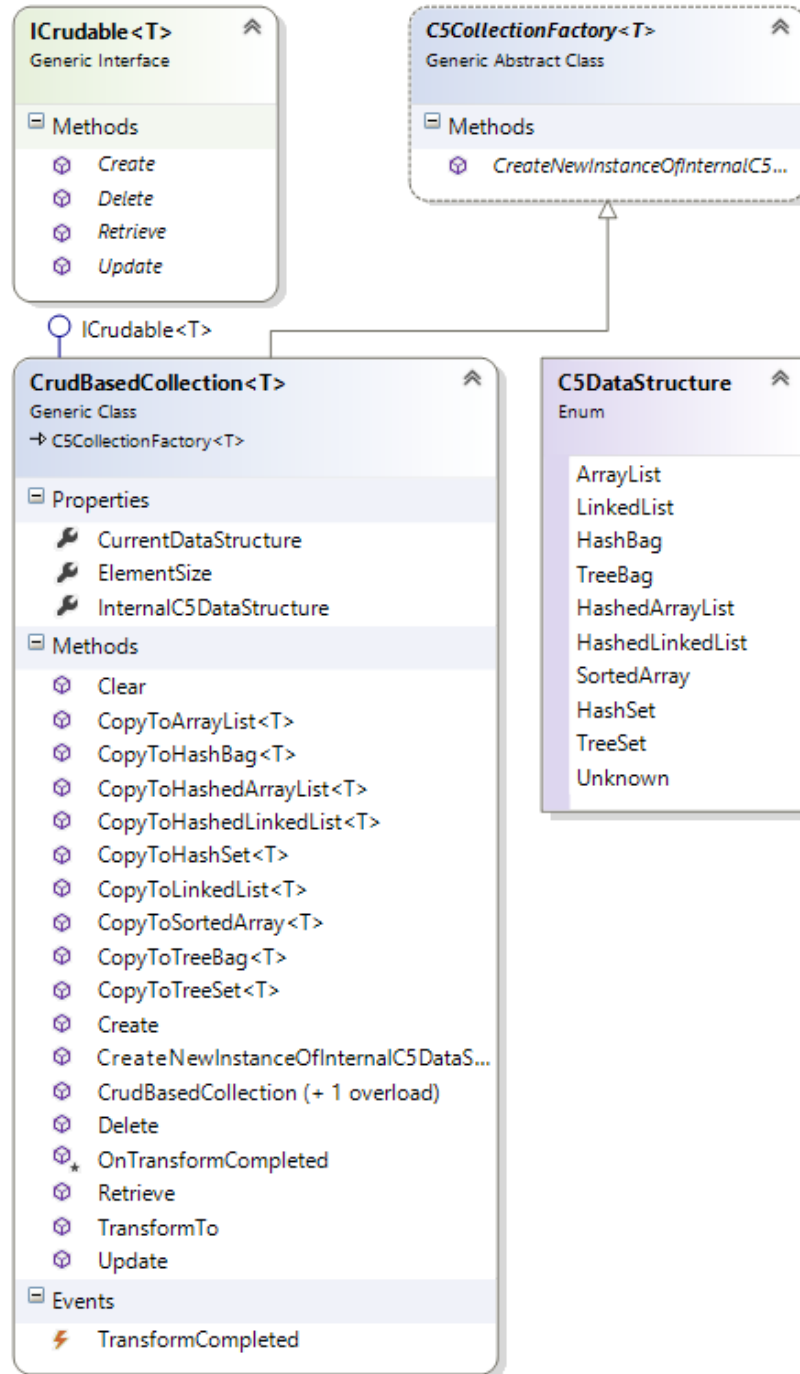 ICrudable<T>
Generic Interface
Methods
Create
Delete
Retrieve
Update
C5CollectionFactory<T>
Generic Abstract Class
Methods
CreateNewInstanceOfInternalC5...
ICrudable<T>
CrudBasedCollection<T>
Generic Class
C5CollectionFactory<T>
Properties
CurrentDataStructure
ElementSize
InternalC5DataStructure
Methods
Clear
CopyToArrayList<T>
CopyToHashBag<T>
CopyToHashedArrayList<T>
CopyToHashedLinkedList<T>
CopyToHashSet<T>
CopyToLinkedList<T>
CopyToSortedArray<T>
CopyToTreeBag<T>
CopyToTreeSet<T>
Create
CreateNewInstanceOfInternalC5DataS...
CrudBasedCollection (+ 1 overload)
Delete
OnTransformCompleted
Retrieve
TransformTo
Update
Events
TransformCompleted
C5DataStructure
Enum
ArrayList
LinkedList
HashBag
TreeBag
HashedArrayList
HashedLinkedList
SortedArray
HashSet
TreeSet
Unknown